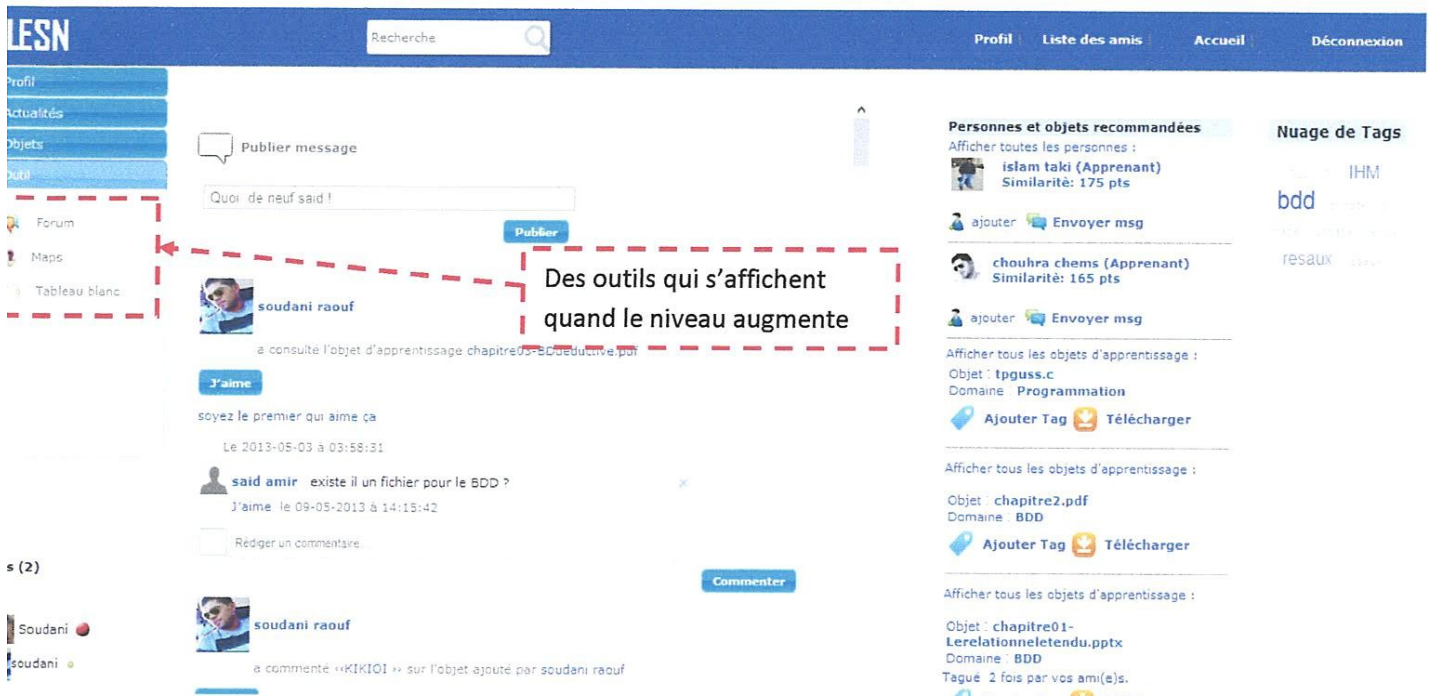 LESN
Recherche
Profil
Liste des amis
Accueil
Déconnexion
Profil
Actualités
Objets
Outil
Forum
Maps
Tableau blanc
s (2)
Soudani
soudani
Publier message
Quoi de neuf said !
Publier
Des outils qui s'affichent
quand le niveau augmente
soudani raouf
a consulté l'objet d'apprentissage chapitre03-BDdeductive.pdf
J'aime
soyez le premier qui aime ça
Le 2013-05-03 à 03:58:31
said amir existe il un fichier pour le BDD ?
J'aime le 09-05-2013 à 14:15:42
Rediger un commentaire...
Commenter
soudani raouf
a commenté ‹‹KIKIOI ›› sur l'objet ajouté par soudani raouf
Personnes et objets recommandées
Afficher toutes les personnes :
islam taki (Apprenant)
Similarité: 175 pts
ajouter Envoyer msg
chouhra chems (Apprenant)
Similarité: 165 pts
ajouter Envoyer msg
Afficher tous les objets d'apprentissage :
Objet : tpguss.c
Domaine : Programmation
Ajouter Tag Télécharger
Afficher tous les objets d'apprentissage :
Objet : chapitre2.pdf
Domaine : BDD
Ajouter Tag Télécharger
Afficher tous les objets d'apprentissage :
Objet : chapitre01-
Lerelationneletendu.pptx
Domaine : BDD
Tagué 2 fois par vos ami(e)s.
Nuage de Tags
IHM
bdd
resaux